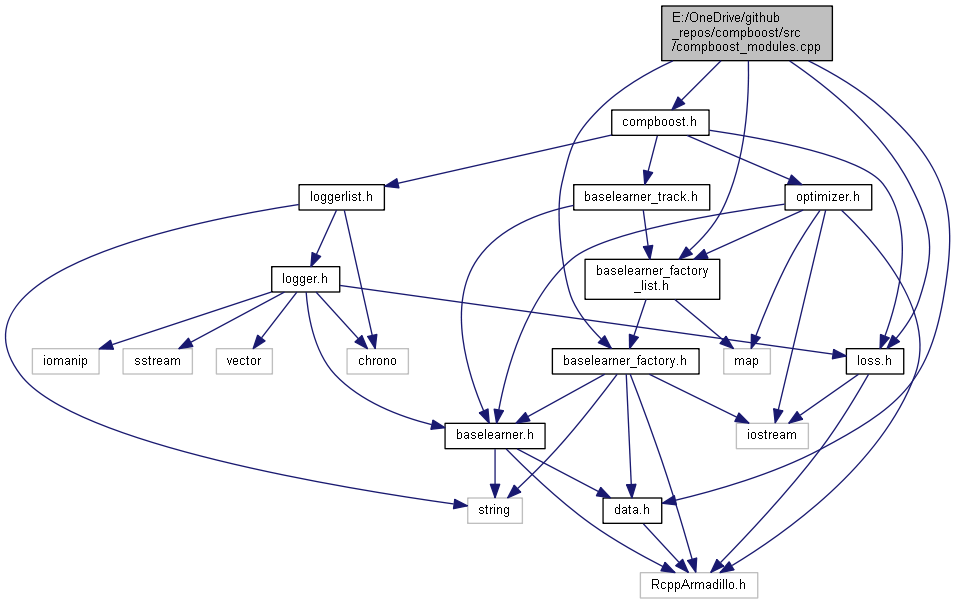 E:/OneDrive/github
_repos/compboost/src
/compboost_modules.cpp
compboost.h
loggerlist.h
baselearner_track.h
optimizer.h
baselearner_factory
_list.h
logger.h
iomanip
sstream
vector
chrono
baselearner_factory.h
map
loss.h
baselearner.h
iostream
string
data.h
RcppArmadillo.h